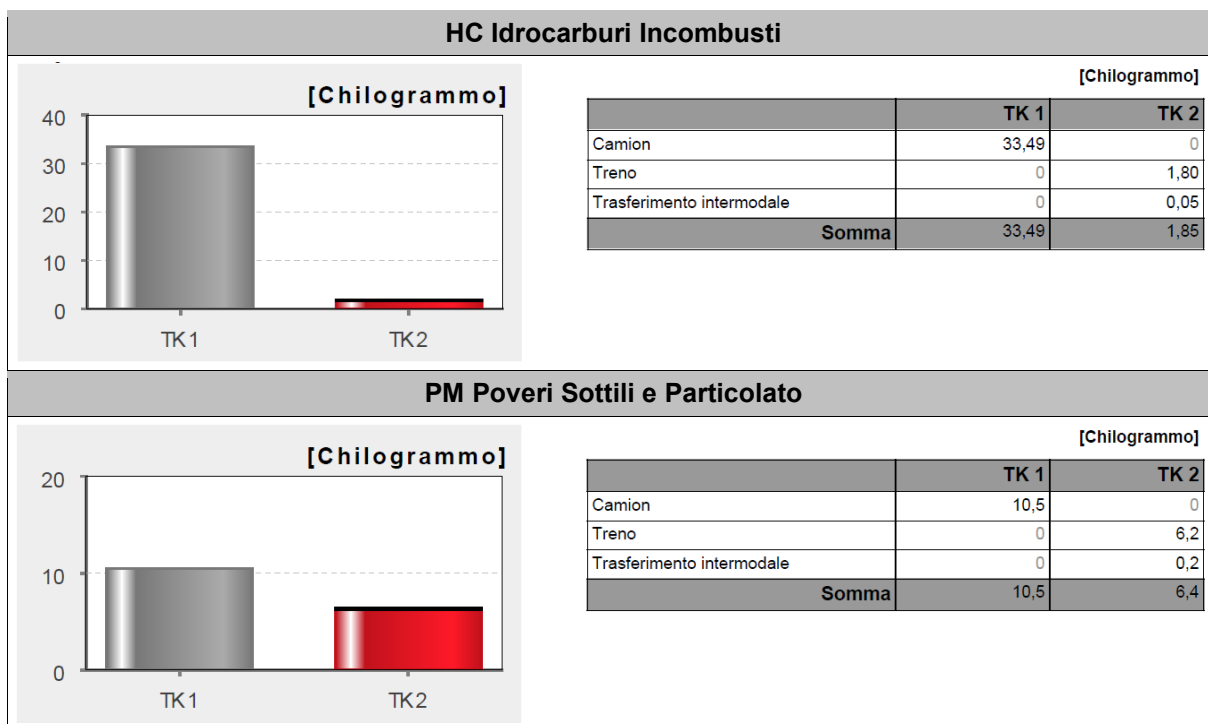 HC Idrocarburi Incombusti
[Chilogrammo]
40
30
20
10
0
TK1
TK2
[Chilogrammo]
TK 1 TK 2
Camion 33,49 0
Treno 0 1,80
Trasferimento intermodale 0 0,05
Somma 33,49 1,85
PM Poveri Sottili e Particolato
[Chilogrammo]
20
10
0
TK1
TK2
[Chilogrammo]
TK 1 TK 2
Camion 10,5 0
Treno 0 6,2
Trasferimento intermodale 0 0,2
Somma 10,5 6,4